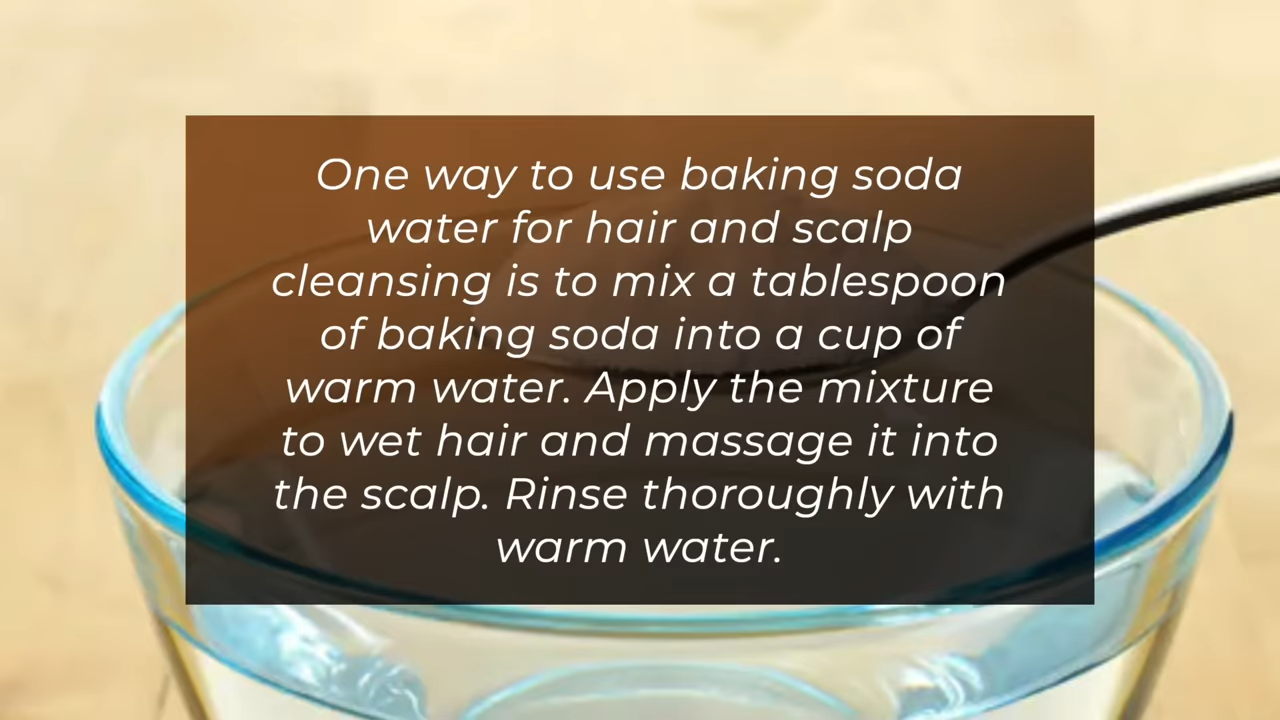 One way to use baking soda
water for hair and scalp
cleansing is to mix a tablespoon
of baking soda into a cup of
warm water. Apply the mixture
to wet hair and massage it into
the scalp. Rinse thoroughly with
warm water.